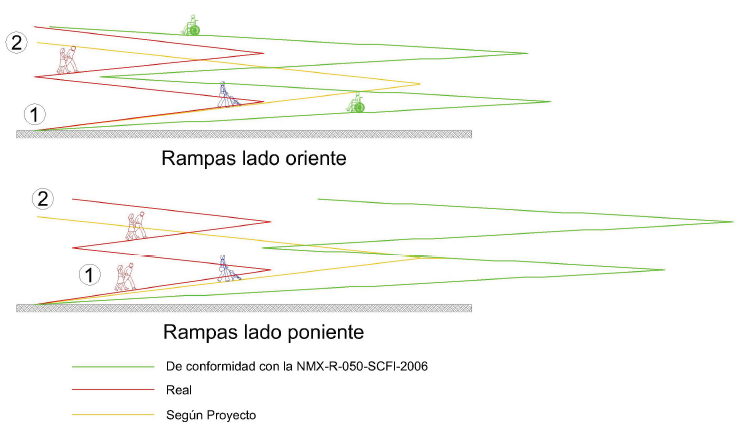 2
1
Rampas lado oriente
2
1
Rampas lado poniente
De conformidad con la NMX-R-050-SCFI-2006
Real
Según Proyecto